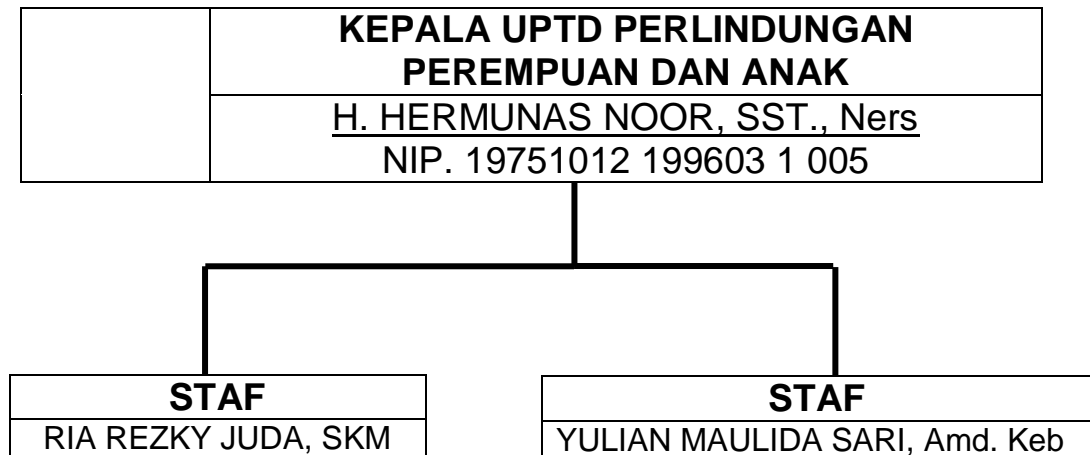 KEPALA UPTD PERLINDUNGAN
PEREMPUAN DAN ANAK
H. HERMUNAS NOOR, SST., Ners
NIP. 19751012 199603 1 005
STAF
RIA REZKY JUDA, SKM
STAF
YULIAN MAULIDA SARI, Amd. Keb